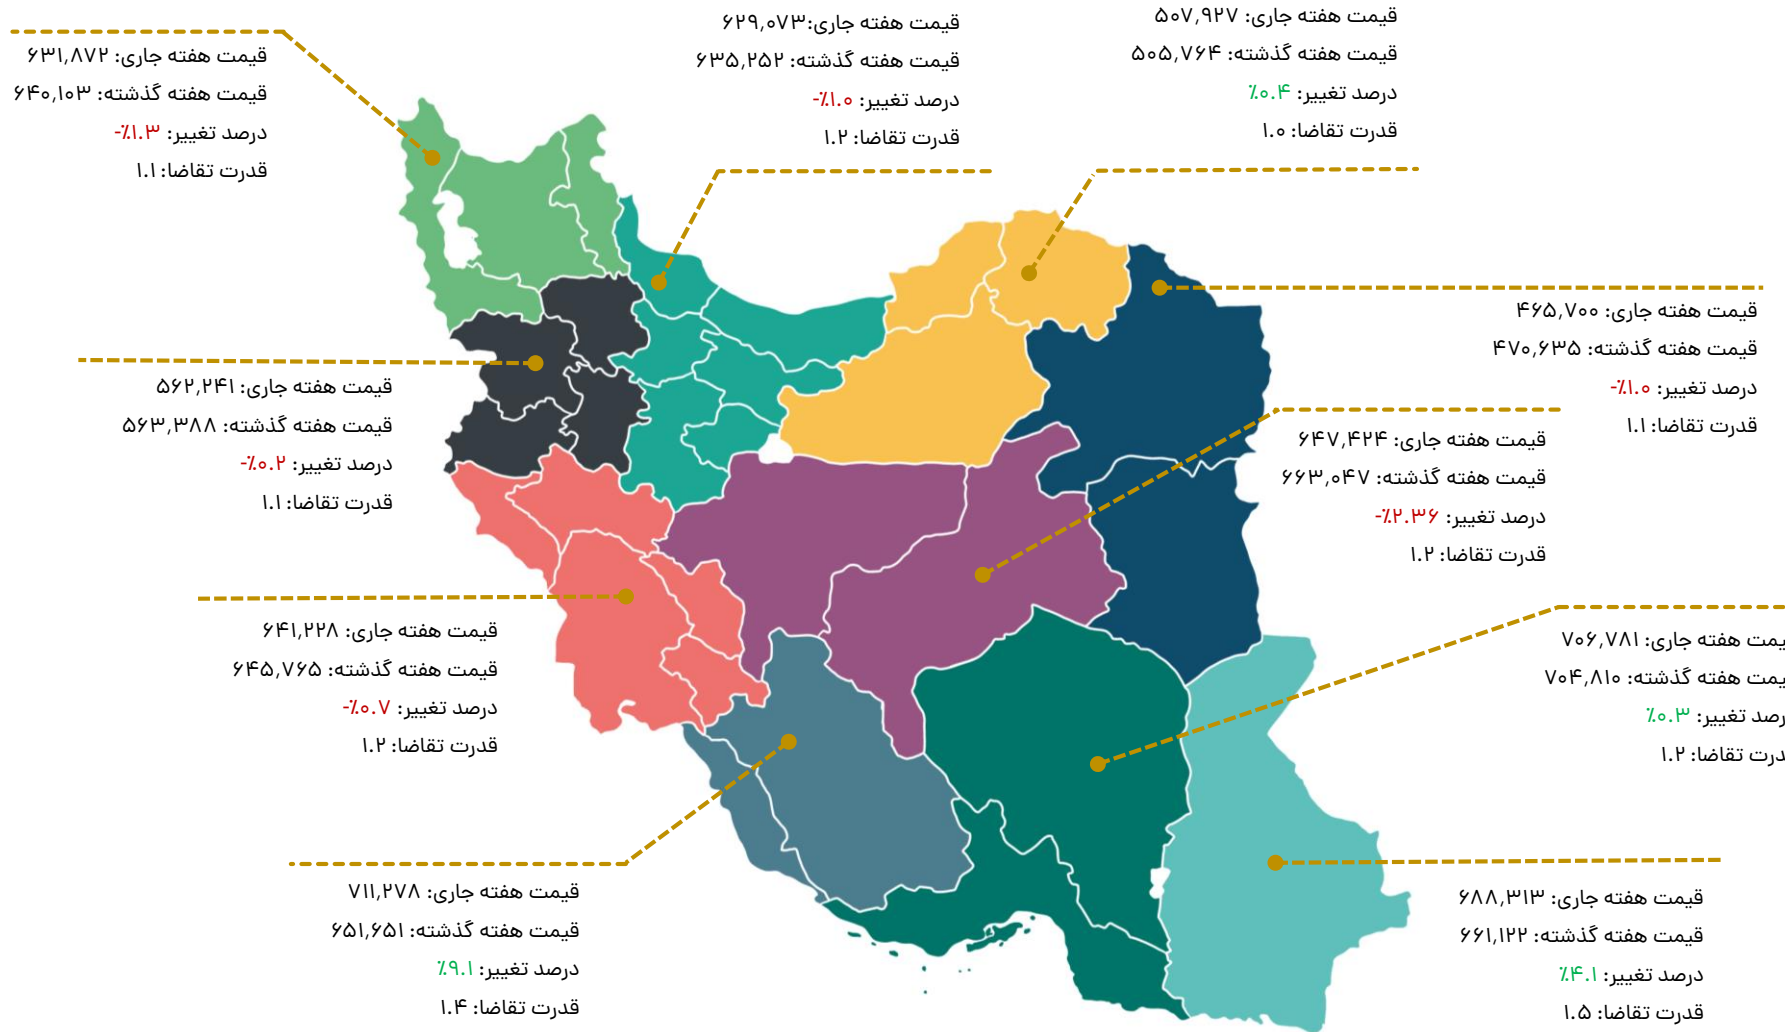 قیمت هفته جاری: ۵۰۷,۹۲۷
قیمت هفته گذشته: ۵۰۵,۷۶۴
درصد تغییر: ٪۰.۴
قدرت تقاضا: ۱.۰
قیمت هفته جاری:۶۲۹,۰۷۳
قیمت هفته گذشته: ۶۳۵,۲۵۲
درصد تغییر: ٪۱.۰-
قدرت تقاضا: ۱.۲
قیمت هفته جاری: ۶۳۱,۸۷۲
قیمت هفته گذشته: ۶۴۰,۱۰۳
درصد تغییر: ٪۱.۳-
قدرت تقاضا: ۱.۱
قیمت هفته جاری: ۴۶۵,۷۰۰
قیمت هفته گذشته: ۴۷۰,۶۳۵
درصد تغییر: ٪۱.۰-
قدرت تقاضا: ۱.۱
قیمت هفته جاری: ۶۴۷,۴۲۴
قیمت هفته گذشته: ۶۶۳,۰۴۷
درصد تغییر: ٪۲.۳۶-
قدرت تقاضا: ۱.۲
قیمت هفته جاری: ۵۶۲,۲۴۱
قیمت هفته گذشته: ۵۶۳,۳۸۸
درصد تغییر: ٪۰.۲-
قدرت تقاضا: ۱.۱
یمت هفته جاری: ۷۰۶,۷۸۱
یمت هفته گذشته: ۷۰۴,۸۱۰
رصد تغییر: ٪۰.۳
درت تقاضا: ۱.۲
قیمت هفته جاری: ۶۴۱,۲۲۸
قیمت هفته گذشته: ۶۴۵,۷۶۵
درصد تغییر: ٪۰.۷-
قدرت تقاضا: ۱.۲
قیمت هفته جاری: ۶۸۸,۳۱۳
قیمت هفته گذشته: ۶۶۱,۱۲۲
درصد تغییر: ٪۴.۱
قدرت تقاضا: ۱.۵
قیمت هفته جاری: ۷۱۱,۲۷۸
قیمت هفته گذشته: ۶۵۱,۶۵۱
درصد تغییر: ٪۹.۱
قدرت تقاضا: ۱.۴